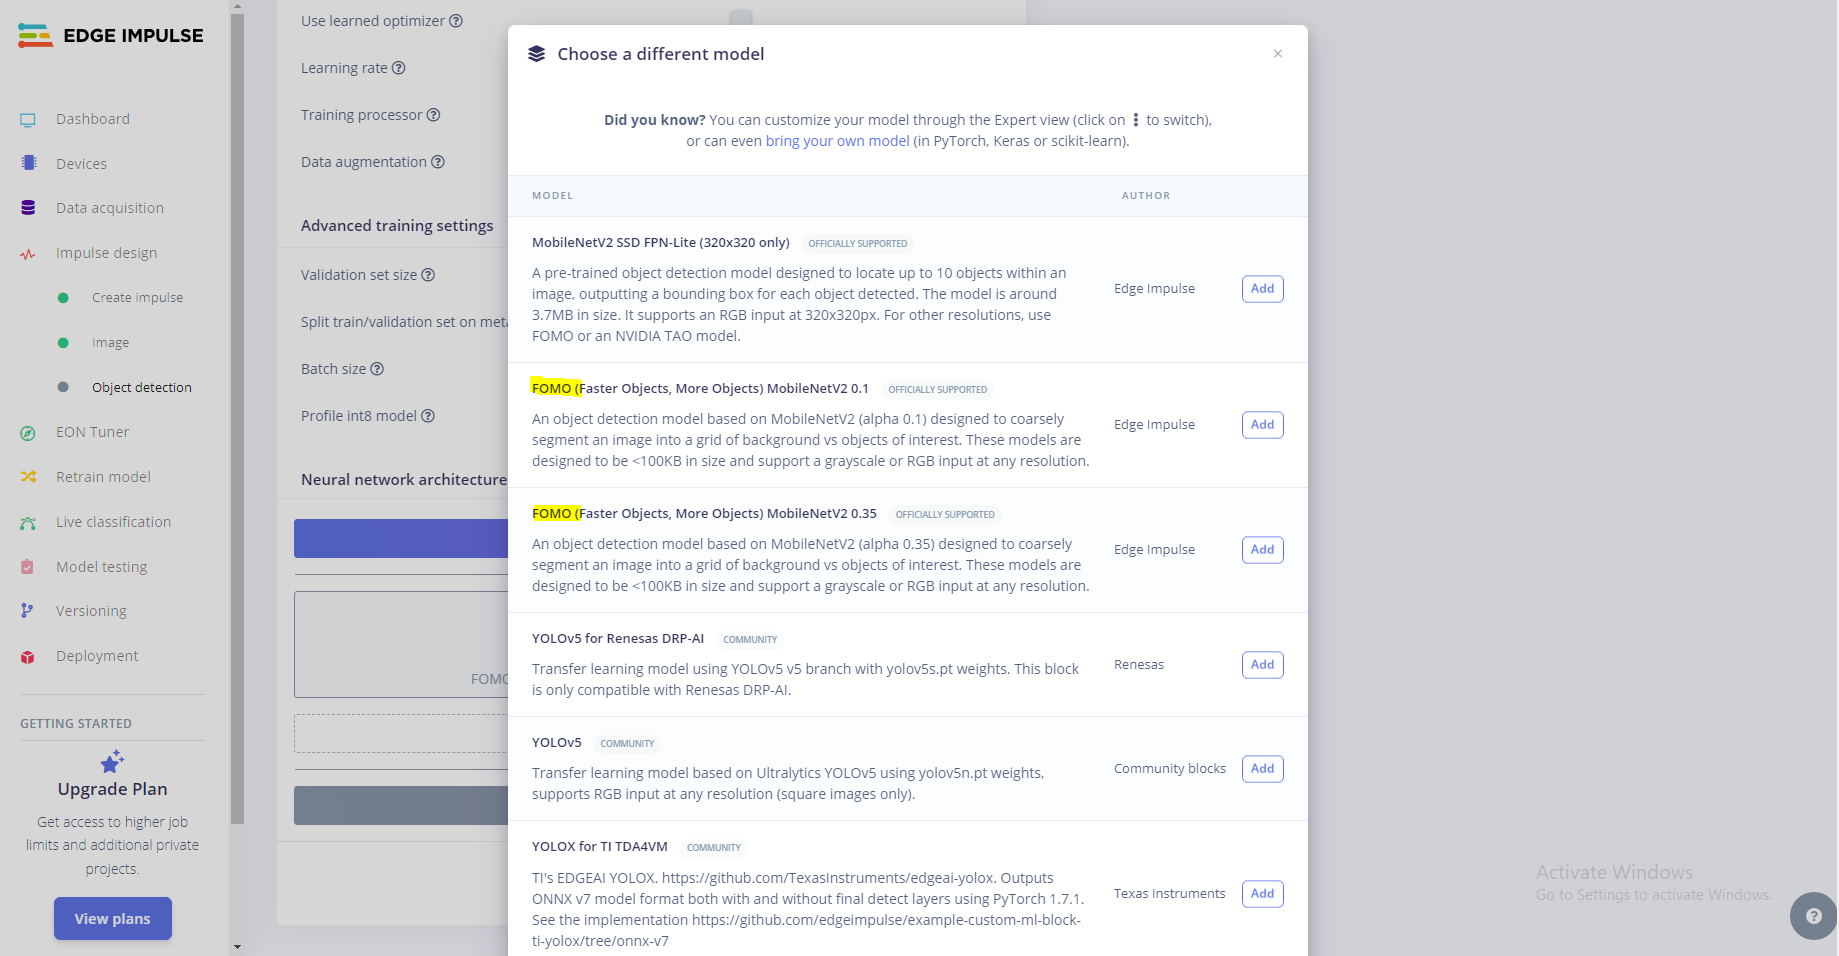 EDGE IMPULSE
Dashboard
Devices
Data acquisition
Impulse design
Create impulse
Image
Object detection
EON Tuner
Retrain model
Live classification
Model testing
Versioning
Deployment
GETTING STARTED
Upgrade Plan
Get access to higher job
limits and additional private
projects.
View plans
Use learned optimizer ?
Learning rate ?
Training processor ?
Data augmentation ?
Advanced training settings
Validation set size ?
Split train/validation set on meta
Batch size ?
Profile int8 model ?
Neural network architecture
FOMO
Choose a different model
×
Did you know? You can customize your model through the Expert view (click on ⋮ to switch),
or can even bring your own model (in PyTorch, Keras or scikit-learn).
MODEL AUTHOR
MobileNetV2 SSD FPN-Lite (320x320 only) OFFICIALLY SUPPORTED
A pre-trained object detection model designed to locate up to 10 objects within an
image, outputting a bounding box for each object detected. The model is around
3.7MB in size. It supports an RGB input at 320x320px. For other resolutions, use
FOMO or an NVIDIA TAO model.
Edge Impulse
Add
FOMO (Faster Objects, More Objects) MobileNetV2 0.1 OFFICIALLY SUPPORTED
An object detection model based on MobileNetV2 (alpha 0.1) designed to coarsely
segment an image into a grid of background vs objects of interest. These models are
designed to be <100KB in size and support a grayscale or RGB input at any resolution.
Edge Impulse
Add
FOMO (Faster Objects, More Objects) MobileNetV2 0.35 OFFICIALLY SUPPORTED
An object detection model based on MobileNetV2 (alpha 0.35) designed to coarsely
segment an image into a grid of background vs objects of interest. These models are
designed to be <100KB in size and support a grayscale or RGB input at any resolution.
Edge Impulse
Add
YOLOv5 for Renesas DRP-AI COMMUNITY
Transfer learning model using YOLOv5 v5 branch with yolov5s.pt weights. This block
is only compatible with Renesas DRP-AI.
Renesas
Add
YOLOv5 COMMUNITY
Transfer learning model based on Ultralytics YOLOv5 using yolov5n.pt weights,
supports RGB input at any resolution (square images only).
Community blocks
Add
YOLOX for TI TDA4VM COMMUNITY
TI's EDGEAI YOLOX. https://github.com/TexasInstruments/edgeai-yolox. Outputs
ONNX v7 model format both with and without final detect layers using PyTorch 1.7.1.
See the implementation https://github.com/edgeimpulse/example-custom-ml-block-
ti-yolox/tree/onnx-v7
Texas Instruments
Add
Activate Windows
Go to Settings to activate Windows.
?